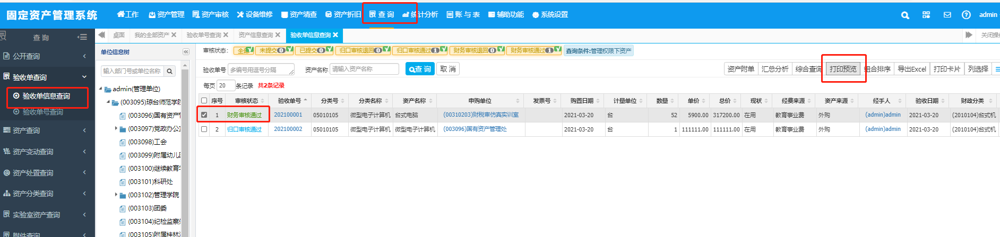 固定资产管理系统 工作 资产管理 资产审核 设备维修 资产清查 资产折旧 查 询 统计分析 账 与 表 辅助功能 系统设置 admin
查 询 桌面 我的全部资产 验收单号查询 资产信息查询 验收单信息查询
公开查询
验收单查询
验收单信息查询
验收单号查询
资产查询
资产变动查询
资产处置查询
资产分类查询
实验室资产查询
附件查询
单位信息树
输入部门号或单位名称
admin(管理单位)
(003095)琼台师范学院
(003096)国有资产管
(003097)党政办公室
(003098)工会
(003099)附属幼儿园
(003100)继续教育学
(003101)科研处
(003102)管理学院
(003103)团委
(003104)纪检监察
(003105)附属桂林洋
审核状态: 全部 未提交 0 已提交 0 归口审核退回 0 归口审核通过 1 财务审核退回 0 财务审核通过 1 查询条件:管理权限下资产
验收单号 多编号用逗号分隔 资产名称 请输入资产名称 查 询 取 消 资产附单 汇总分析 综合查询 打印预览 组合排序 导出Excel 打印卡片 列选择
每页 20 条记录 共2条记录
序号 审核状态 验收单号 分类号 分类名称 资产名称 申购单位 发票号 购置日期 计量单位 数量 单价 总价 现状 经费来源 资产来源 经手人 验收日期 财政分类
1 财务审核通过 202100001 05010105 微型电子计算机 台式电脑 (00310203)财税审仿真实训室 2021-03-20 台 52 5900.00 317200.00 在用 教育事业费 外购 (admin)admin 2021-03-20 (2010104)台式机
2 归口审核通过 202100002 05010105 微型电子计算机 微型电子计算机 (003096)国有资产管理处 2021-03-20 台 1 111111.00 111111.00 在用 教育事业费 外购 (admin)admin 2021-03-20 (2010104)台式机